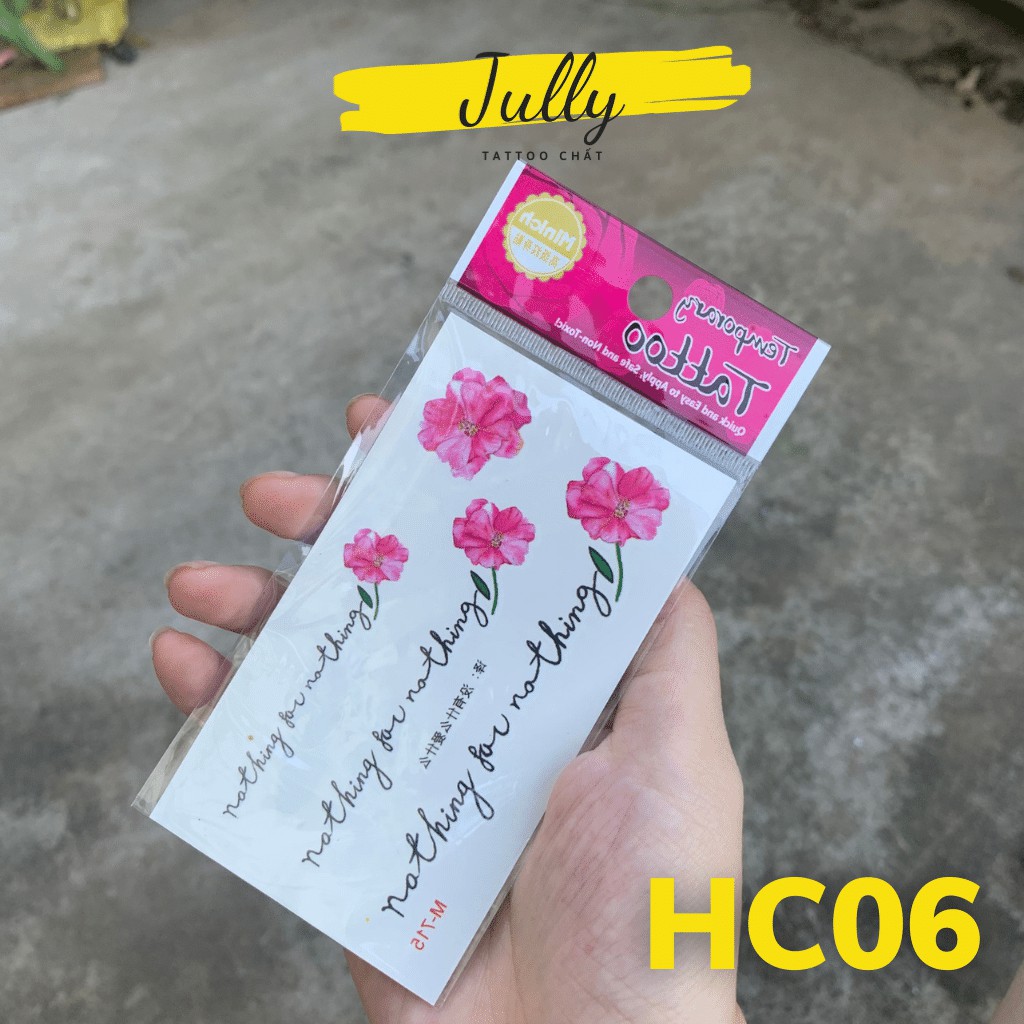 Jully
TATTOO CHẤT
Minich
Temporary
Tattoo
Quick and Easy to Apply, Safe and Non-Toxic!
nothing for nothing
nothing for nothing
nothing for nothing
M-715
HC06